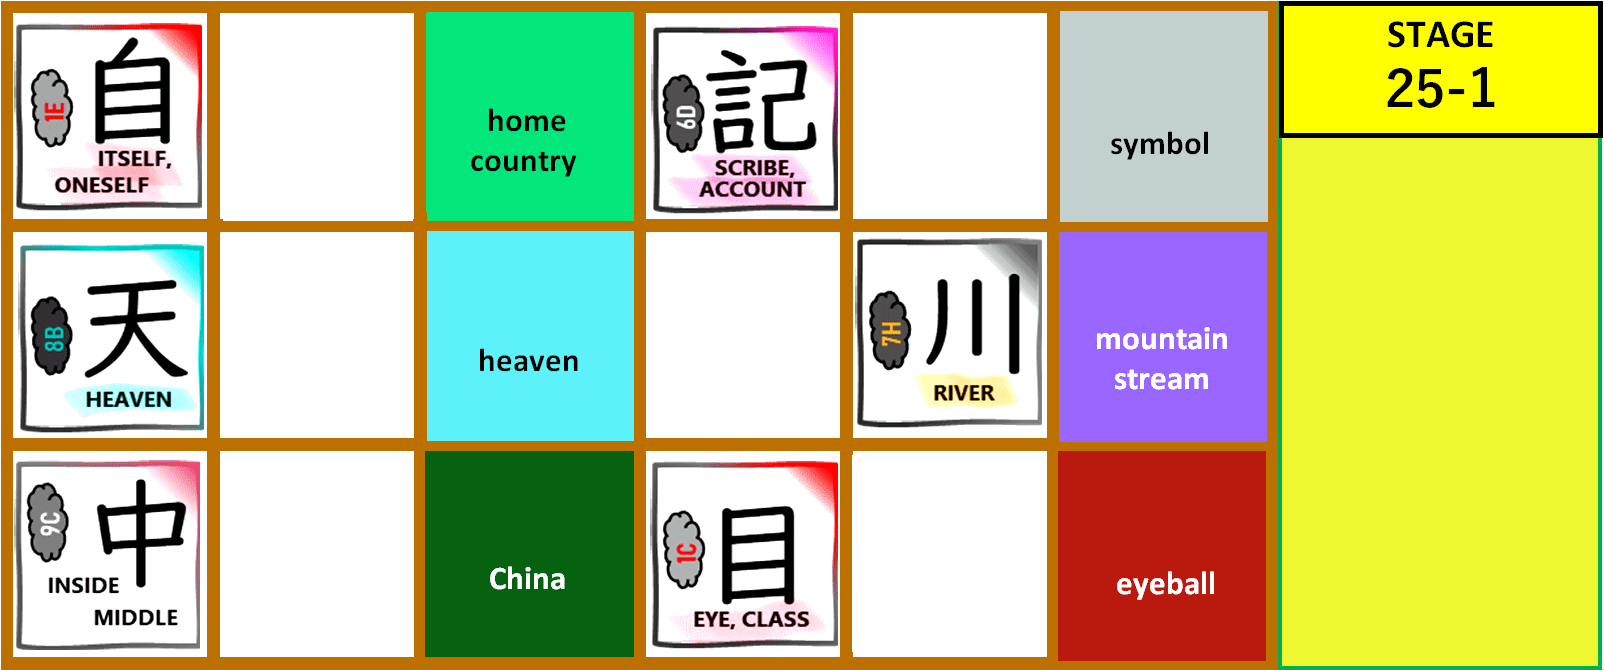 1E
自
ITSELF,
ONESELF
home
country
6D
記
SCRIBE,
ACCOUNT
symbol
STAGE
25-1
8B
天
HEAVEN
heaven
7H
川
RIVER
mountain
stream
9C
中
INSIDE
MIDDLE
China
1C
目
EYE, CLASS
eyeball